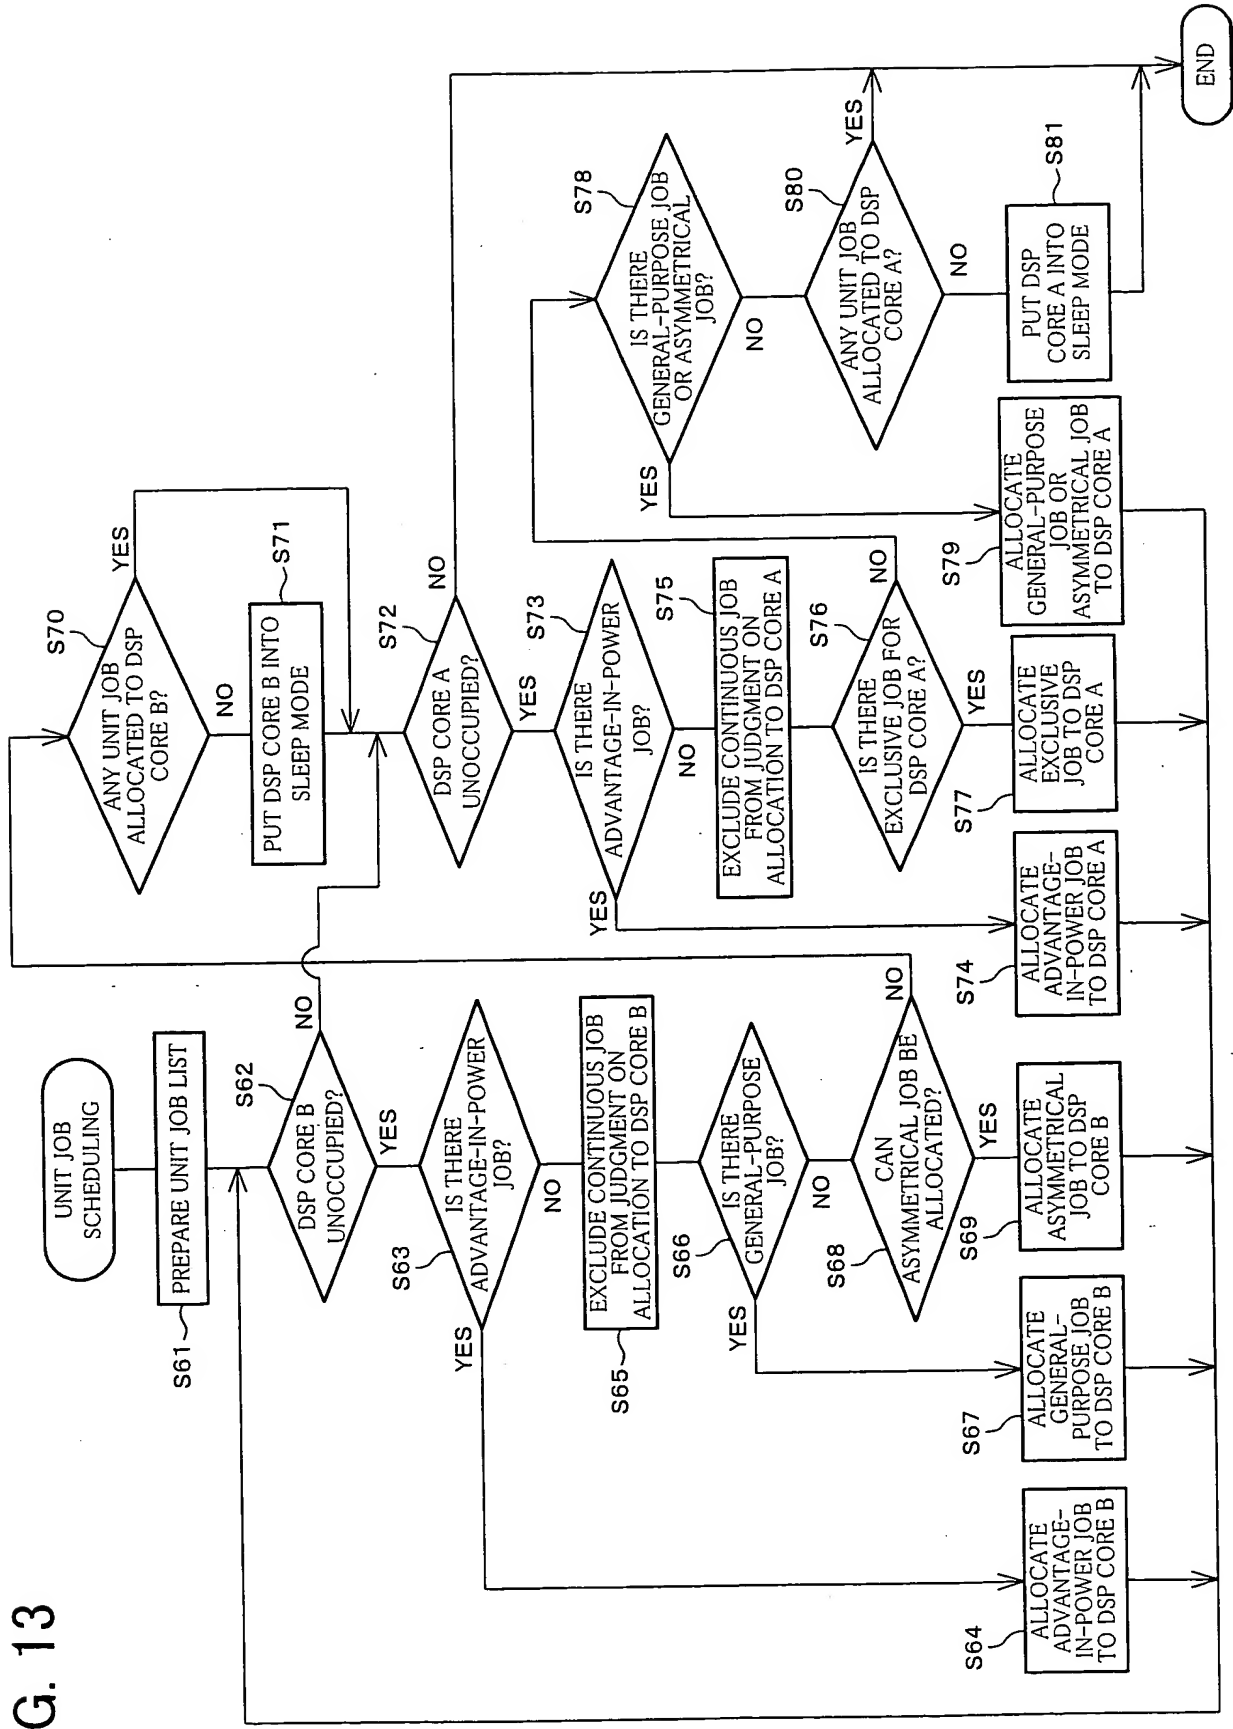 G. 13
UNIT JOB
SCHEDULING
S61
PREPARE UNIT JOB LIST
S62
DSP CORE B
UNOCCUPIED?
NO
YES
S63
IS THERE
ADVANTAGE-IN-POWER
JOB?
YES
NO
S65
EXCLUDE CONTINUOUS JOB
FROM JUDGMENT ON
ALLOCATION TO DSP CORE B
S66
IS THERE
GENERAL-PURPOSE
JOB?
YES
NO
S68
CAN
ASYMMETRICAL JOB BE
ALLOCATED?
NO
YES
S64
ALLOCATE
ADVANTAGE-
IN-POWER JOB
TO DSP CORE B
S67
ALLOCATE
GENERAL-
PURPOSE JOB
TO DSP CORE B
S69
ALLOCATE
ASYMETRICAL
JOB TO DSP
CORE B
S70
ANY UNIT JOB
ALLOCATED TO DSP
CORE B?
YES
NO
S71
PUT DSP CORE B INTO
SLEEP MODE
S72
DSP CORE A
UNOCCUPIED?
NO
YES
S73
IS THERE
ADVANTAGE-IN-POWER
JOB?
YES
NO
S75
EXCLUDE CONTINUOUS JOB
FROM JUDGMENT ON
ALLOCATION TO DSP CORE A
S76
IS THERE
EXCLUSIVE JOB FOR
DSP CORE A?
NO
YES
S74
ALLOCATE
ADVANTAGE-
IN-POWER JOB
TO DSP CORE A
S77
ALLOCATE
EXCLUSIVE
JOB TO DSP
CORE A
S78
IS THERE
GENERAL-PURPOSE JOB
OR ASYMMETRICAL
JOB?
YES
NO
S79
ALLOCATE
GENERAL-PURPOSE
JOB OR
ASYMETRICAL JOB
TO DSP CORE A
S80
ANY UNIT JOB
ALLOCATED TO DSP
CORE A?
YES
NO
S81
PUT DSP
CORE A INTO
SLEEP MODE
END